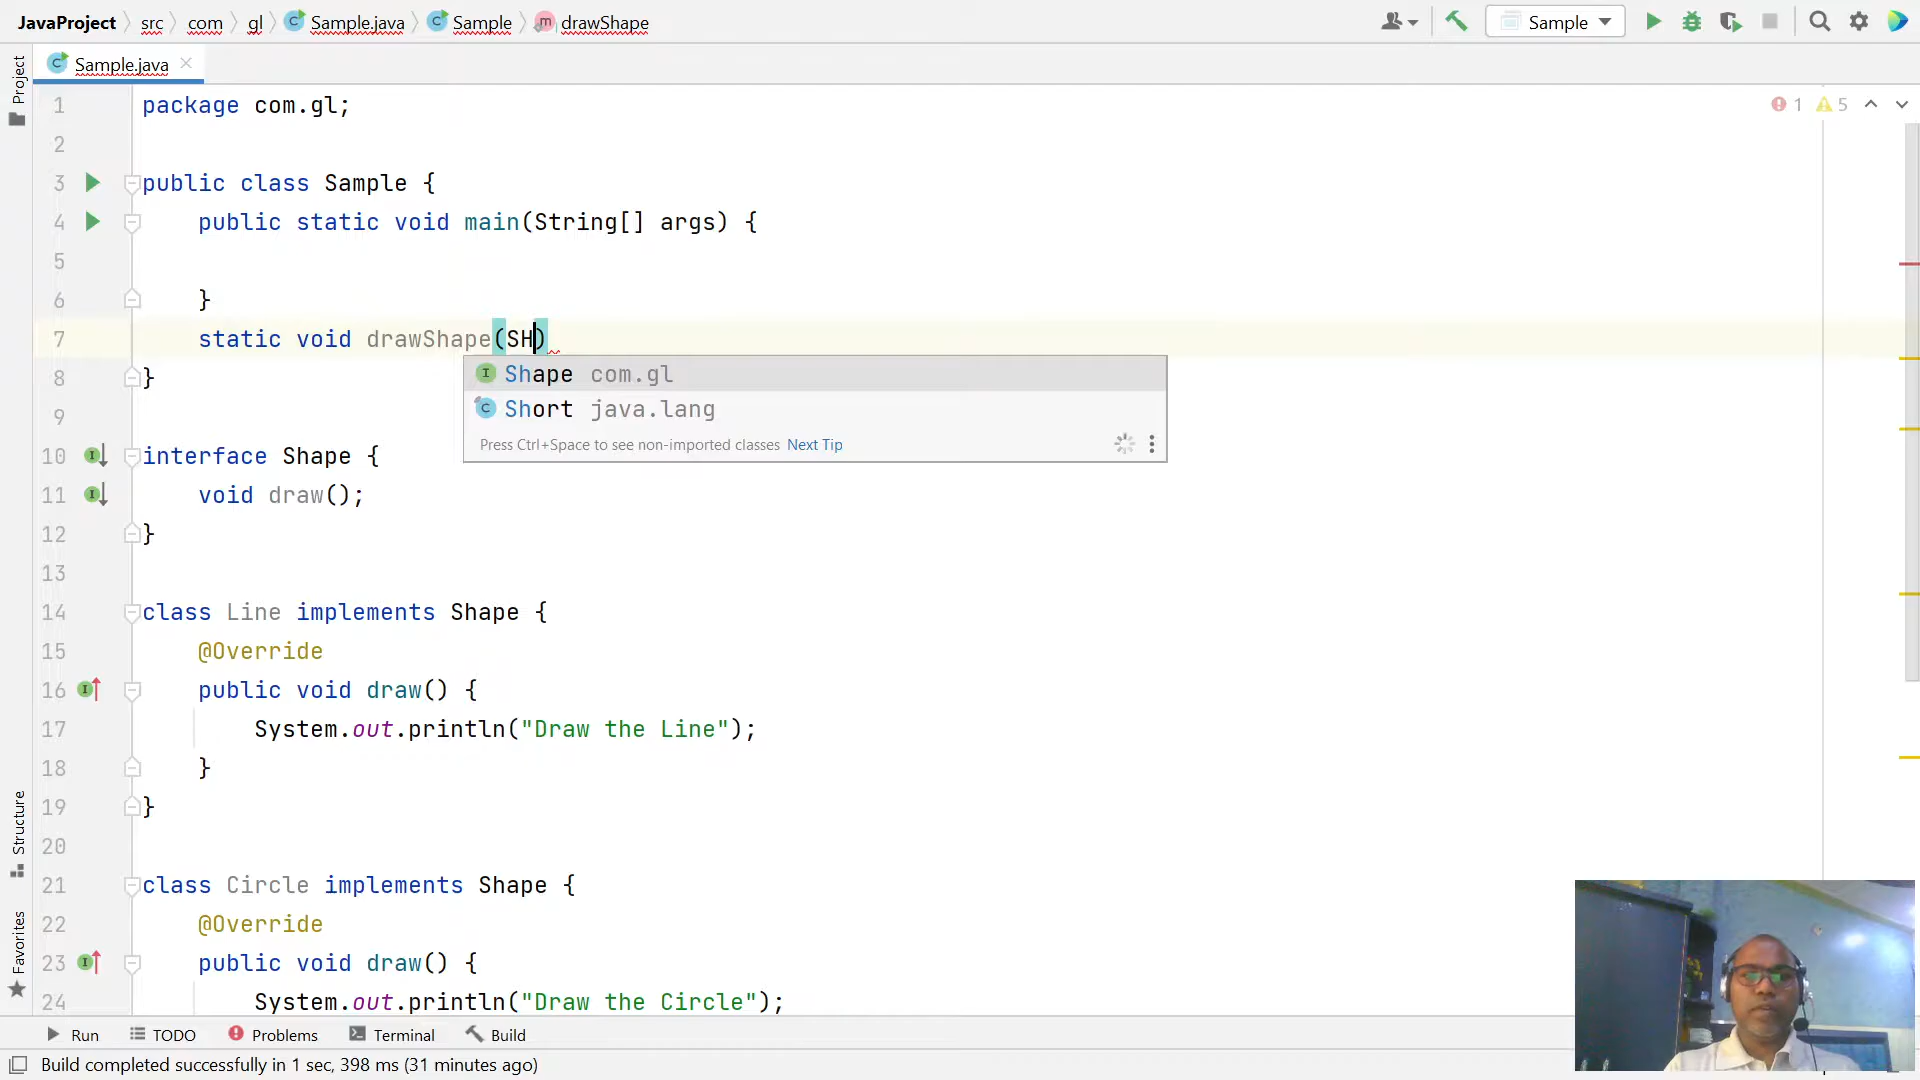 JavaProject src com gl Sample.java Sample drawShape
Sample
Sample.java
Project
1 package com.gl;
1 5
2
3 public class Sample {
4 public static void main(String[] args) {
5
6 }
7 static void drawShape(SH)
Shape com.gl
Short java.lang
Press Ctrl+Space to see non-imported classes Next Tip
8 }
9
10 interface Shape {
11 void draw();
12 }
13
14 class Line implements Shape {
15 @Override
16 public void draw() {
17 System.out.println("Draw the Line");
18 }
19 }
20
21 class Circle implements Shape {
22 @Override
23 public void draw() {
24 System.out.println("Draw the Circle");
Structure
Favorites
Run TODO Problems Terminal Build
Build completed successfully in 1 sec, 398 ms (31 minutes ago)